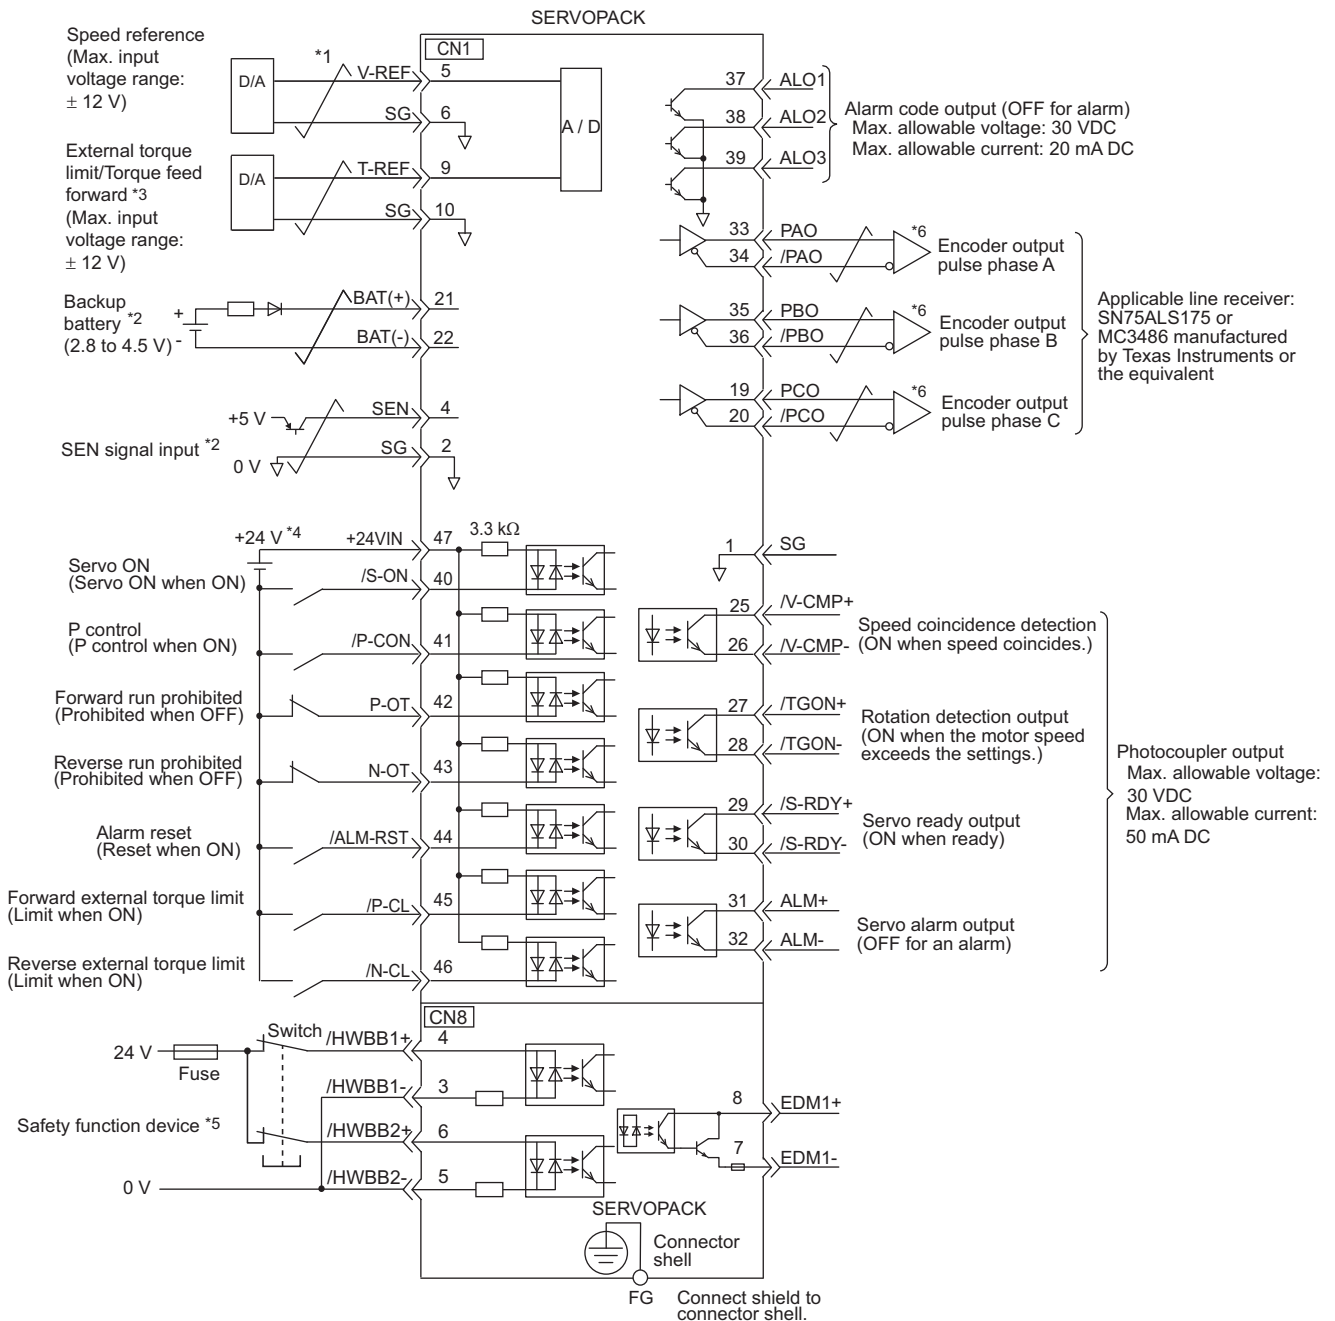 SERVOPACK
CN1
Speed reference
(Max. input
voltage range:
± 12 V)
D/A
*1
V-REF
5
SG
6
A / D
External torque
limit/Torque feed
forward *3
(Max. input
voltage range:
± 12 V)
D/A
T-REF
9
SG
10
Backup
battery *2
(2.8 to 4.5 V)
+
-
BAT(+)
21
BAT(-)
22
+5 V
SEN
4
SEN signal input *2
0 V
SG
2
37
ALO1
38
ALO2
39
ALO3
Alarm code output (OFF for alarm)
Max. allowable voltage: 30 VDC
Max. allowable current: 20 mA DC
33
PAO
34
/PAO
*6
Encoder output
pulse phase A
35
PBO
36
/PBO
*6
Encoder output
pulse phase B
19
PCO
20
/PCO
*6
Encoder output
pulse phase C
Applicable line receiver:
SN75ALS175 or
MC3486 manufactured
by Texas Instruments or
the equivalent
+24 V *4
+24VIN
47
3.3 kΩ
Servo ON
(Servo ON when ON)
/S-ON
40
P control
(P control when ON)
/P-CON
41
Forward run prohibited
(Prohibited when OFF)
P-OT
42
Reverse run prohibited
(Prohibited when OFF)
N-OT
43
Alarm reset
(Reset when ON)
/ALM-RST
44
Forward external torque limit
(Limit when ON)
/P-CL
45
Reverse external torque limit
(Limit when ON)
/N-CL
46
1
SG
25
/V-CMP+
26
/V-CMP-
Speed coincidence detection
(ON when speed coincides.)
27
/TGON+
28
/TGON-
Rotation detection output
(ON when the motor speed
exceeds the settings.)
29
/S-RDY+
30
/S-RDY-
Servo ready output
(ON when ready)
31
ALM+
32
ALM-
Servo alarm output
(OFF for an alarm)
Photocoupler output
Max. allowable voltage:
30 VDC
Max. allowable current:
50 mA DC
CN8
24 V
Fuse
Switch
/HWBB1+
4
/HWBB1-
3
Safety function device *5
/HWBB2+
6
0 V
/HWBB2-
5
8
EDM1+
7
EDM1-
SERVOPACK
Connector
shell
FG
Connect shield to
connector shell.